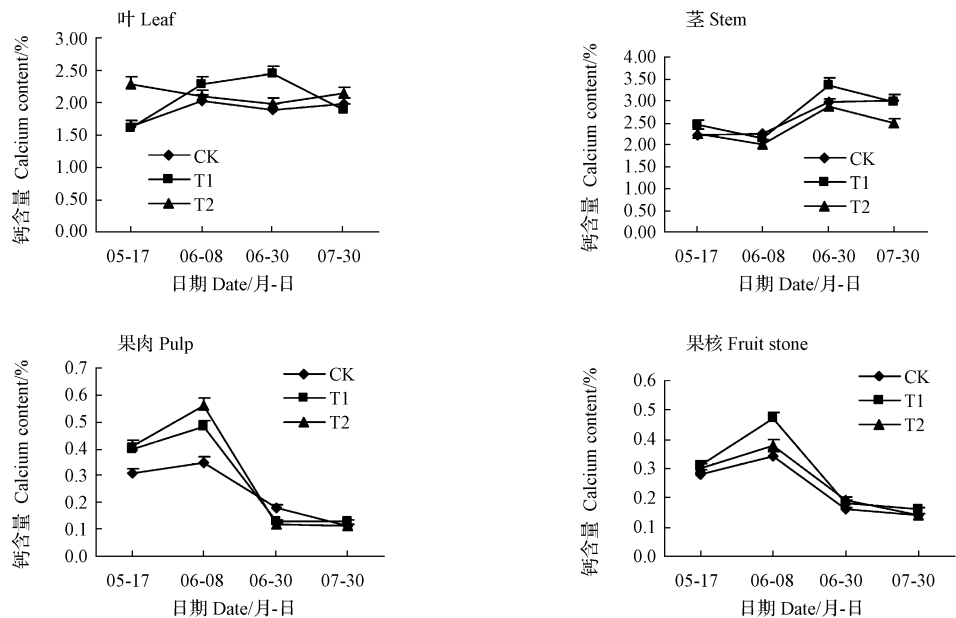 叶 Leaf
钙含量 Calcium content/%
3.00
2.50
2.00
1.50
1.00
0.50
0.00
CK
T1
T2
05-17 06-08 06-30 07-30
日期 Date/月-日
茎 Stem
钙含量 Calcium content/%
4.00
3.50
3.00
2.50
2.00
1.50
1.00
0.50
0.00
CK
T1
T2
05-17 06-08 06-30 07-30
日期 Date/月-日
果肉 Pulp
钙含量 Calcium content/%
0.7
0.6
0.5
0.4
0.3
0.2
0.1
0.0
CK
T1
T2
05-17 06-08 06-30 07-30
日期 Date/月-日
果核 Fruit stone
钙含量 Calcium content/%
0.6
0.5
0.4
0.3
0.2
0.1
0.0
CK
T1
T2
05-17 06-08 06-30 07-30
日期 Date/月-日